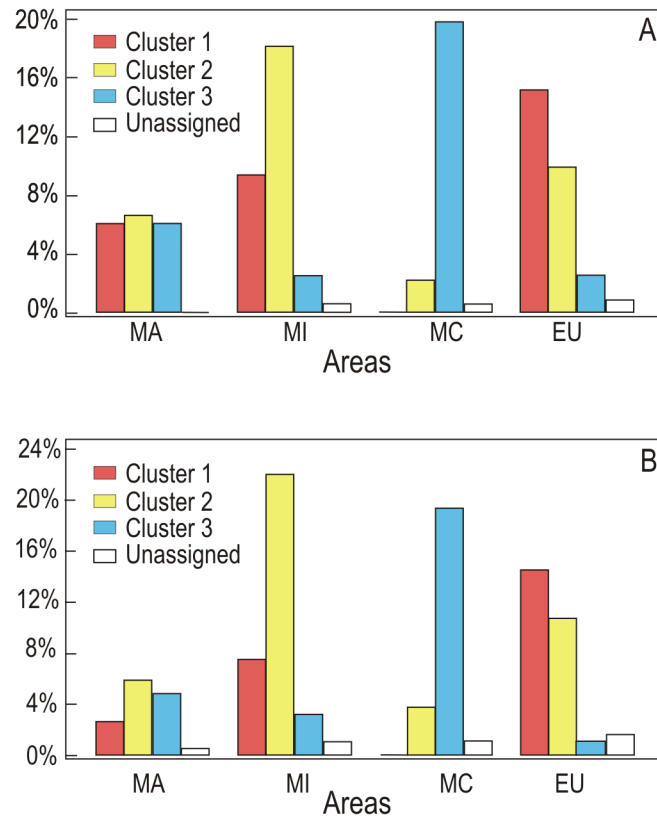 A
20%
16%
12%
8%
4%
0%
Cluster 1
Cluster 2
Cluster 3
Unassigned
MA MI MC EU
Areas
B
24%
20%
16%
12%
8%
4%
0%
Cluster 1
Cluster 2
Cluster 3
Unassigned
MA MI MC EU
Areas